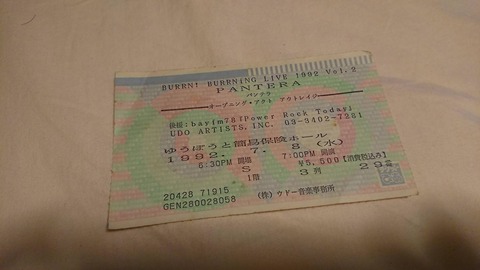 BURRN! BURRNING LIVE 1992 Vol.2
PANTERA
パンテラ
オープニング・アクト アウトレイジ
後援:bayfm78「Power Rock Today」
UDO ARTISTS,INC. 03-3402-7281
ゆうぽうと簡易保険ホール
1992. 7. 8 (水)
6:30PM 開場 7:00PM 開演
S ¥5,500【消費税込み】
1階 3列 29
20428 71915
GEN280028058 (株)ウドー音楽事務所